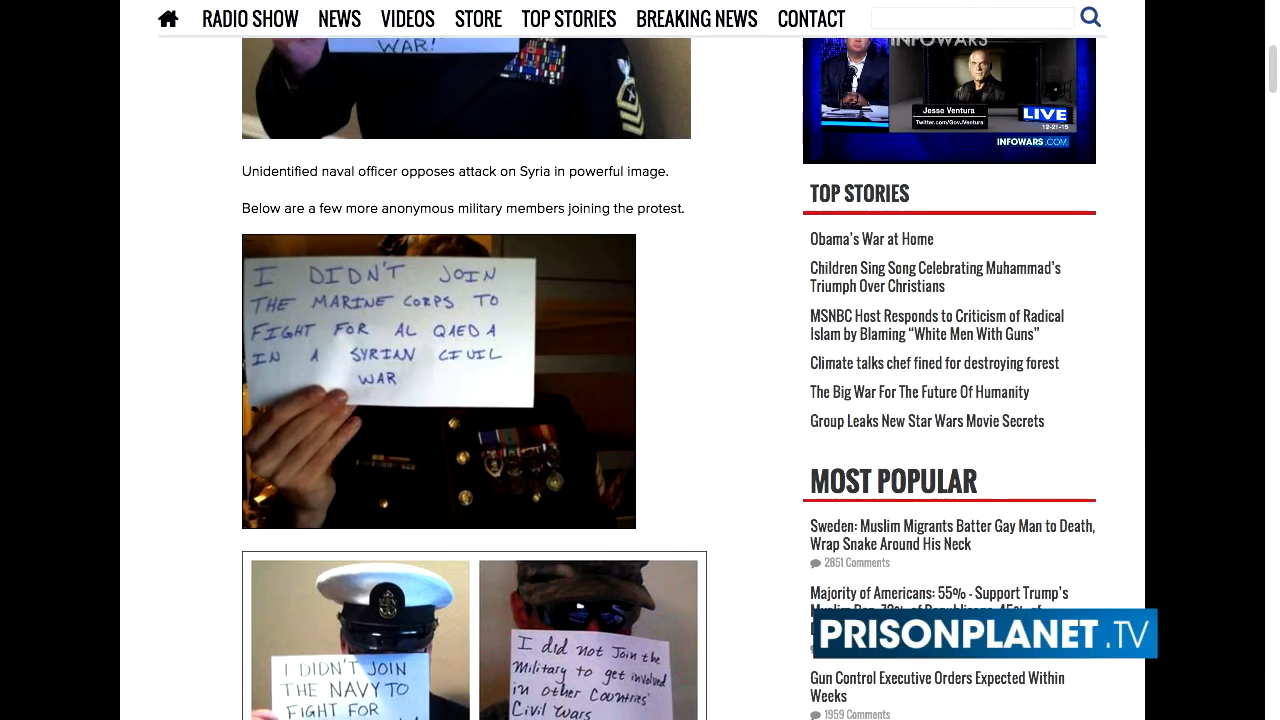 RADIO SHOW NEWS VIDEOS STORE TOP STORIES BREAKING NEWS CONTACT
WAR!
Unidentified naval officer opposes attack on Syria in powerful image.
Below are a few more anonymous military members joining the protest.
I DIDN'T JOIN
THE MARINE CORPS TO
FIGHT FOR AL QAEDA
IN A SYRIAN CIVIL
WAR
I DIDN'T JOIN
THE NAVY TO
FIGHT FOR
I did not Join the
Military to get involved
in other Countries'
Civil Wars
INFOWARS
Jesse Ventura
Twitter.com/GovJVentura
LIVE
12-21-15
INFOWARS.COM
TOP STORIES
Obama's War at Home
Children Sing Song Celebrating Muhammad's
Triumph Over Christians
MSNBC Host Responds to Criticism of Radical
Islam by Blaming “White Men With Guns”
Climate talks chef fined for destroying forest
The Big War For The Future Of Humanity
Group Leaks New Star Wars Movie Secrets
MOST POPULAR
Sweden: Muslim Migrants Batter Gay Man to Death,
Wrap Snake Around His Neck
2851 Comments
Majority of Americans: 55% - Support Trump's
PRISONPLANET.TV
Gun Control Executive Orders Expected Within
Weeks
1959 Comments